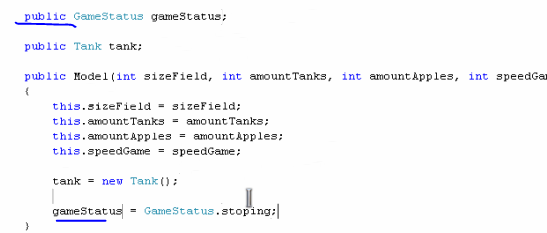 public GameStatus gameStatus;
public Tank tank;
public Model(int sizeField, int amountTanks, int amountApples, int speedGa
{
this.sizeField = sizeField;
this.amountTanks = amountTanks;
this.amountApples = amountApples;
this.speedGame = speedGame;
tank = new Tank();
gameStatus = GameStatus.stoping;
}